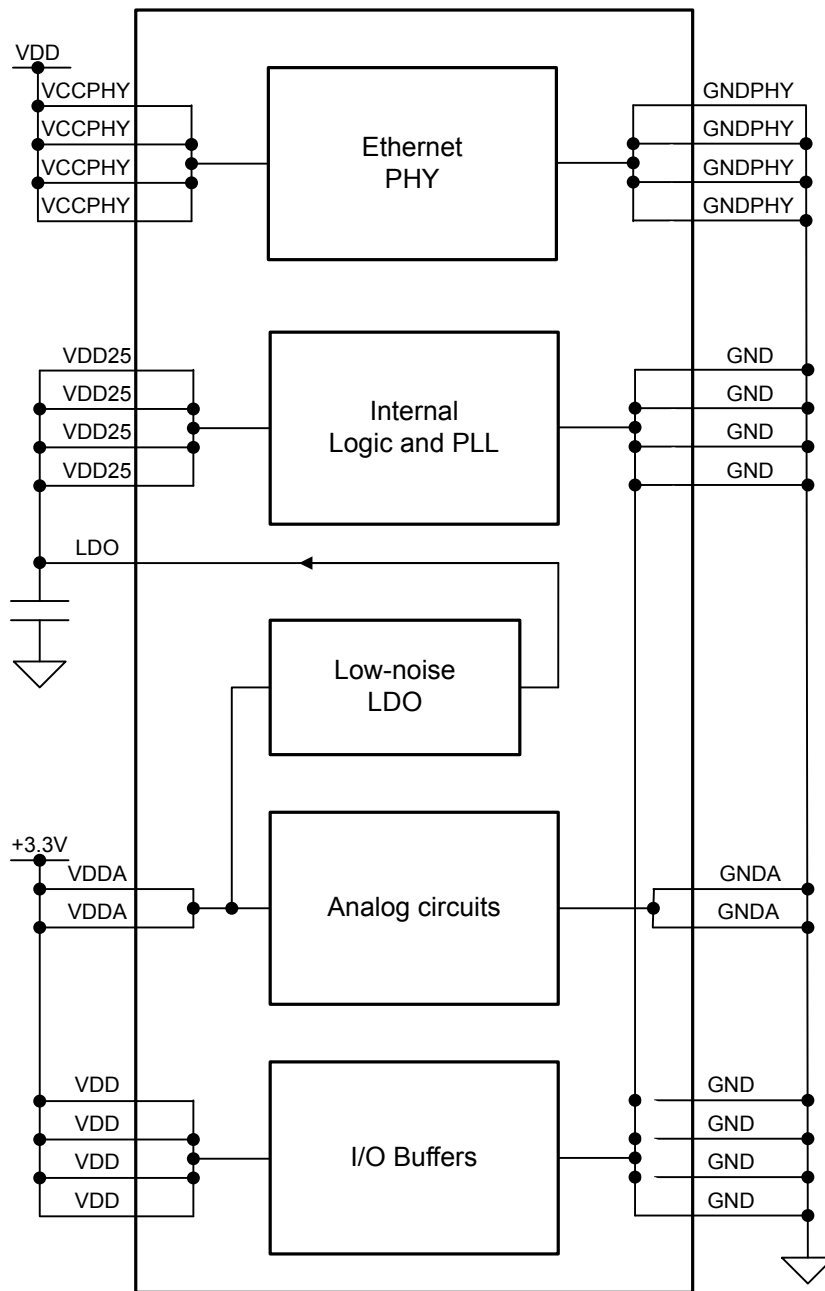 VDD
VCCPHY
VCCPHY
VCCPHY
VCCPHY
Ethernet
PHY
GNDPHY
GNDPHY
GNDPHY
GNDPHY
VDD25
VDD25
VDD25
VDD25
Internal
Logic and PLL
GND
GND
GND
GND
LDO
Low-noise
LDO
+3.3V
VDDA
VDDA
Analog circuits
GNDA
GNDA
VDD
VDD
VDD
VDD
I/O Buffers
GND
GND
GND
GND